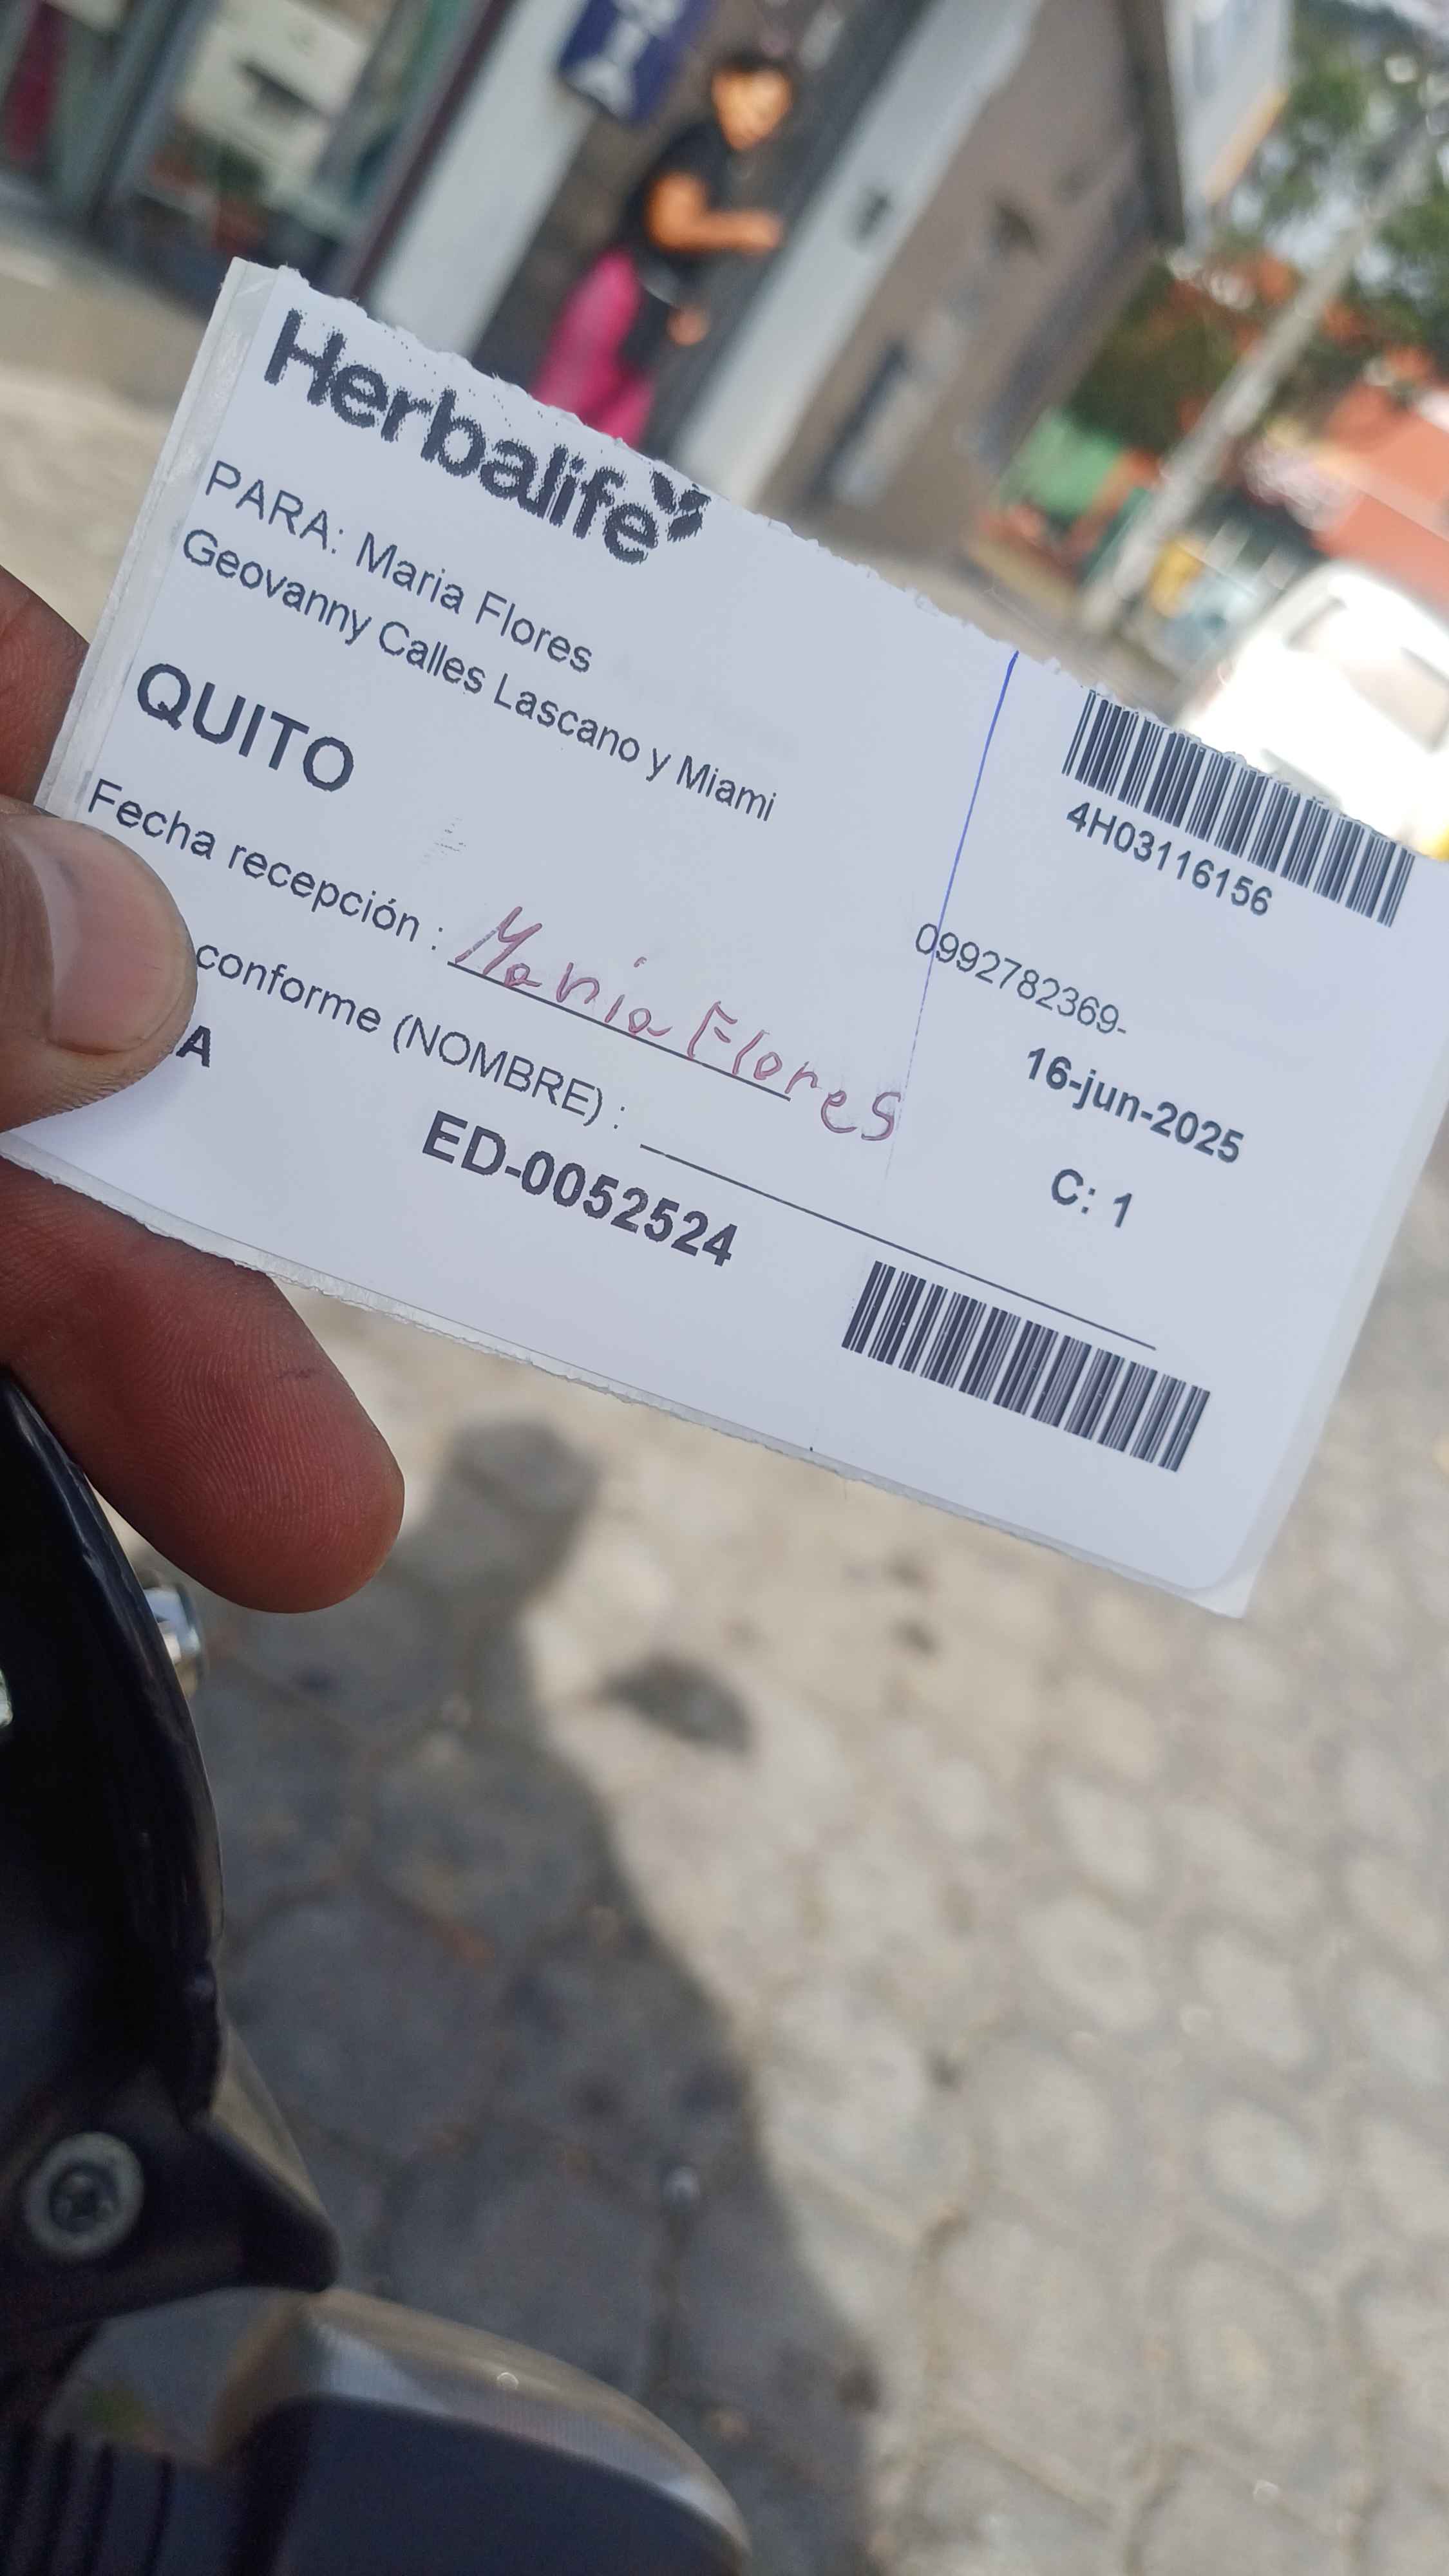 Herbalife
PARA: Maria Flores
Geovanny Calles Lascano y Miami
QUITO
4H03116156
0992782369-
Fecha recepción : Maria Flores
16-jun-2025
conforme (NOMBRE) :
C: 1
A
ED-0052524